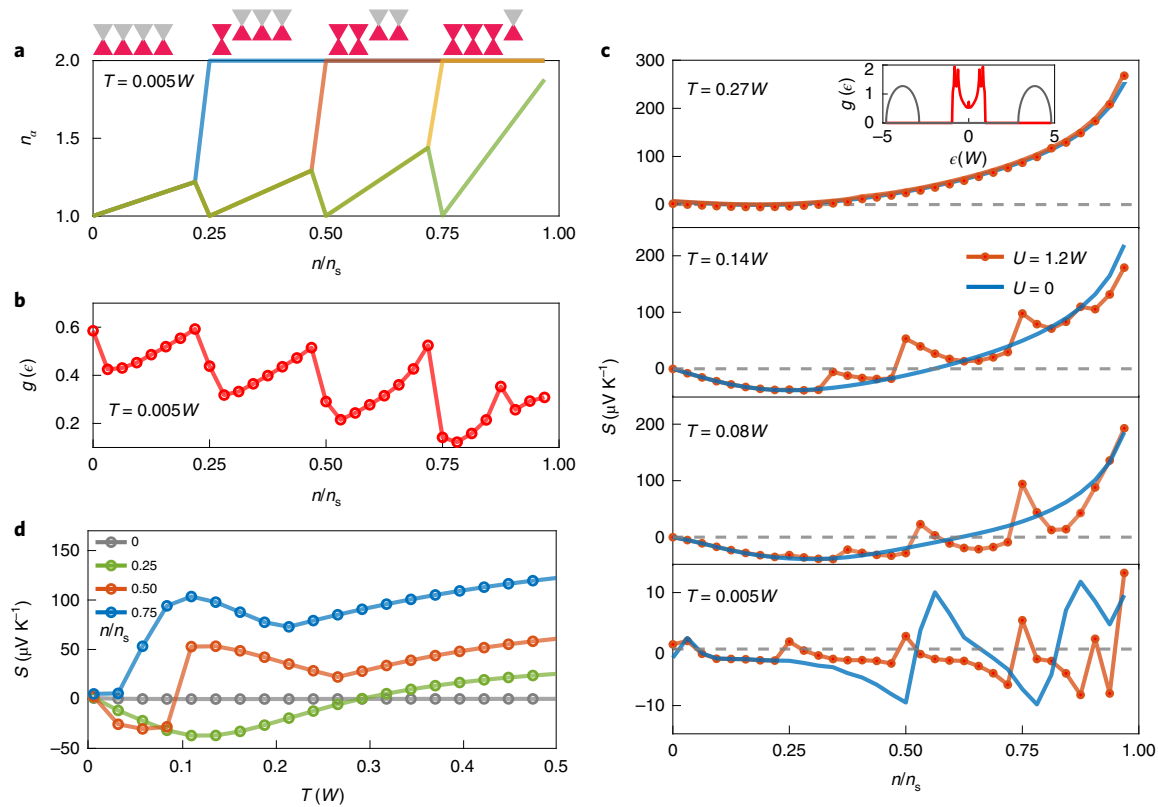 a
T = 0.005W
2.0
1.5
1.0
nα
0
0.25
0.50
0.75
1.00
n/ns
b
0.6
0.4
0.2
g(ϵ)
T = 0.005W
0
0.25
0.50
0.75
1.00
n/ns
d
150
100
50
0
−50
S (μV K⁻¹)
0
0.25
0.50
0.75
n/ns
0
0.1
0.2
0.3
0.4
0.5
T (W)
c
300
200
100
0
T = 0.27W
2
1
0
g (ϵ)
−5
0
5
ϵ(W)
200
100
0
T = 0.14W
U = 1.2W
U = 0
S (μV K⁻¹)
200
100
0
T = 0.08W
10
0
−10
T = 0.005W
0
0.25
0.50
0.75
1.00
n/ns